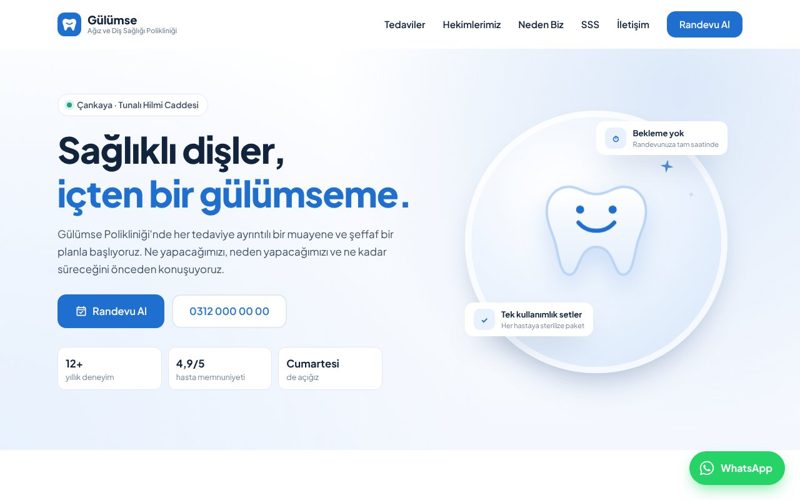 Gülümse
Ağız ve Diş Sağlığı Polikliniği
Tedaviler
Hekimlerimiz
Neden Biz
SSS
İletişim
Randevu Al
Çankaya · Tunalı Hilmi Caddesi
Sağlıklı dişler,
içten bir gülümseme.
Gülümse Polikliniği'nde her tedaviye ayrıntılı bir muayene ve şeffaf bir
planla başlıyoruz. Ne yapacağımızı, neden yapacağımızı ve ne kadar
süreceğini önceden konuşuyoruz.
Randevu Al
0312 000 00 00
12+
yıllık deneyim
4,9/5
hasta memnuniyeti
Cumartesi
de açığız
Bekleme yok
Randevunuza tam saatinde
Tek kullanımlık setler
Her hastaya sterilize paket
WhatsApp